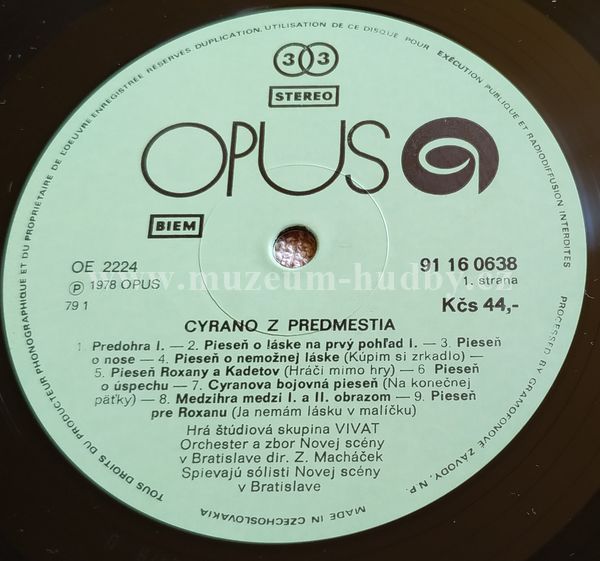 TOUS DROITS DU PRODUCTEUR PHONOGRAPHIQUE ET DU PROPRIÉTAIRE DE L'OEUVRE ENREGISTRÉE RÉSERVÉS. DUPLICATION, UTILISATION DE CE DISQUE POUR EXÉCUTION PUBLIQUE ET RADIODIFFUSION INTERDITES
33
STEREO
OPUS
BIEM
OE 2224
℗ 1978 OPUS
79 1
91 16 0638
1. strana
Kčs 44,-
www.muzeum-hudby.cz
CYRANO Z PREDMESTIA
1 Predohra I. — 2. Pieseň o láske na prvý pohľad I. — 3. Pieseň
o nose — 4. Pieseň o nemožnej láske (Kúpim si zrkadlo) —
5. Pieseň Roxany a Kadetov (Hráči mimo hry) — 6 Pieseň
o úspechu — 7. Cyranova bojovná pieseň (Na konečnej
päťky) — 8. Medzihra medzi I. a II. obrazom — 9. Pieseň
pre Roxanu (Ja nemám lásku v malíčku)
Hrá štúdiová skupina VIVAT
Orchester a zbor Novej scény
v Bratislave dir. Z. Macháček
Spievajú sólisti Novej scény
v Bratislave
MADE IN CZECHOSLOVAKIA
PROCESSED BY GRAMOFONOVÉ ZÁVODY, N.P.